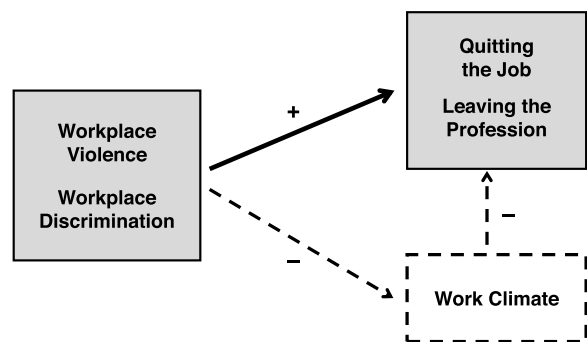 Quitting
the Job
Leaving the
Profession
+
Workplace
Violence
Workplace
Discrimination
–
–
Work Climate